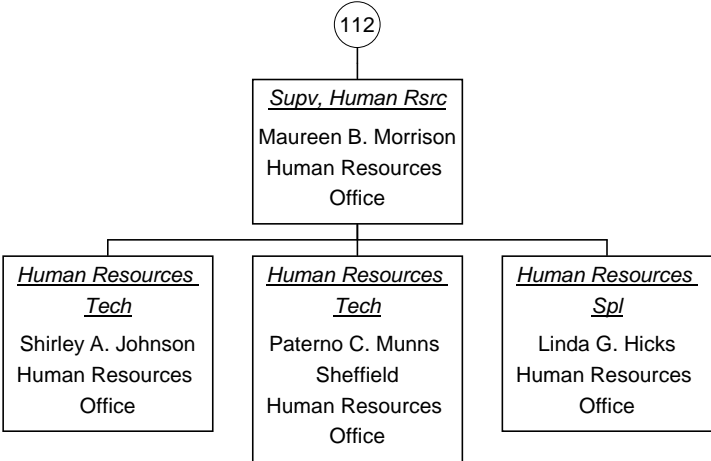 112
Supv, Human Rsrc
Maureen B. Morrison
Human Resources
Office
Human Resources
Tech
Shirley A. Johnson
Human Resources
Office
Human Resources
Tech
Paterno C. Munns
Sheffield
Human Resources
Office
Human Resources
Spl
Linda G. Hicks
Human Resources
Office